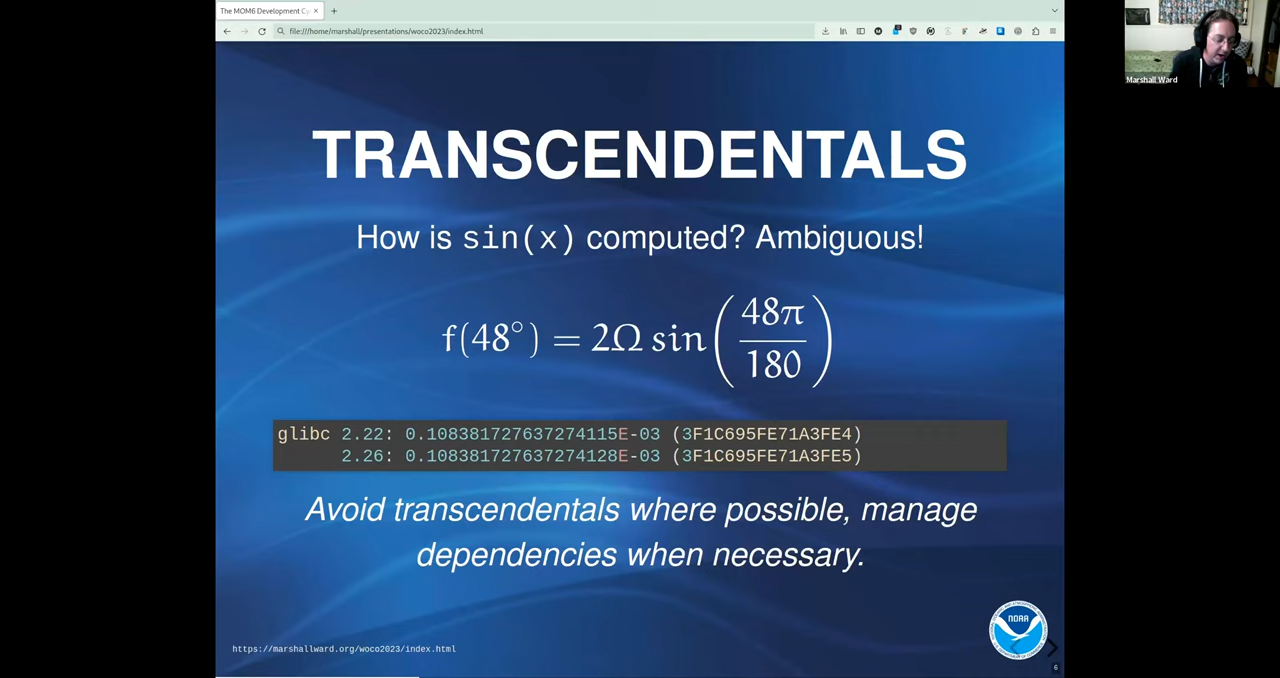 The MOM6 Development Cy
file:///home/marshall/presentations/woco2023/index.html
Marshall Ward
TRANSCENDENTALS
How is sin(x) computed? Ambiguous!
f(48°) = 2Ω sin(48π/180)
glibc 2.22: 0.108381727637274115E-03 (3F1C695FE71A3FE4)
2.26: 0.108381727637274128E-03 (3F1C695FE71A3FE5)
Avoid transcendentals where possible, manage
dependencies when necessary.
NOAA
https://marshallward.org/woco2023/index.html
6